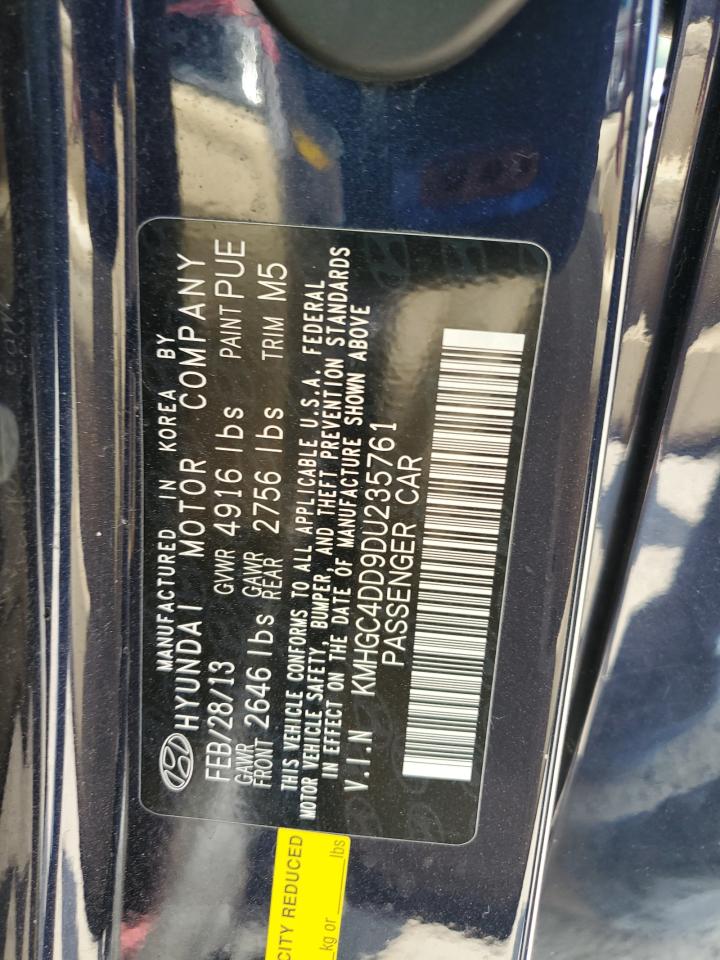 MANUFACTURED IN KOREA BY
HYUNDAI MOTOR COMPANY
FEB/28/13 GVWR 4916 lbs PAINT PUE
GAWR FRONT 2646 lbs GAWR REAR 2756 lbs TRIM M5
THIS VEHICLE CONFORMS TO ALL APPLICABLE U.S.A. FEDERAL
MOTOR VEHICLE SAFETY, BUMPER, AND THEFT PREVENTION STANDARDS
IN EFFECT ON THE DATE OF MANUFACTURE SHOWN ABOVE
V.I.N KMHGC4DD9DU235761
PASSENGER CAR
CITY REDUCED
kg or ______ lbs